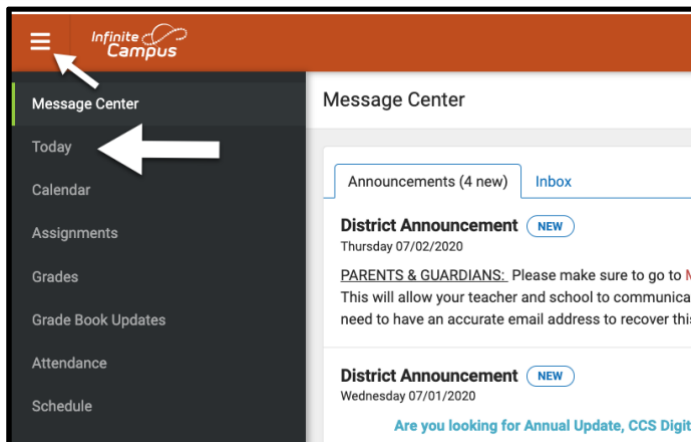 Infinite
Campus
Message Center
Today
Calendar
Assignments
Grades
Grade Book Updates
Attendance
Schedule
Message Center
Announcements (4 new) Inbox
District Announcement NEW
Thursday 07/02/2020
PARENTS & GUARDIANS: Please make sure to go to
This will allow your teacher and school to
need to have an accurate email address to recover
District Announcement NEW
Wednesday 07/01/2020
Are you looking for Annual Update, CCS